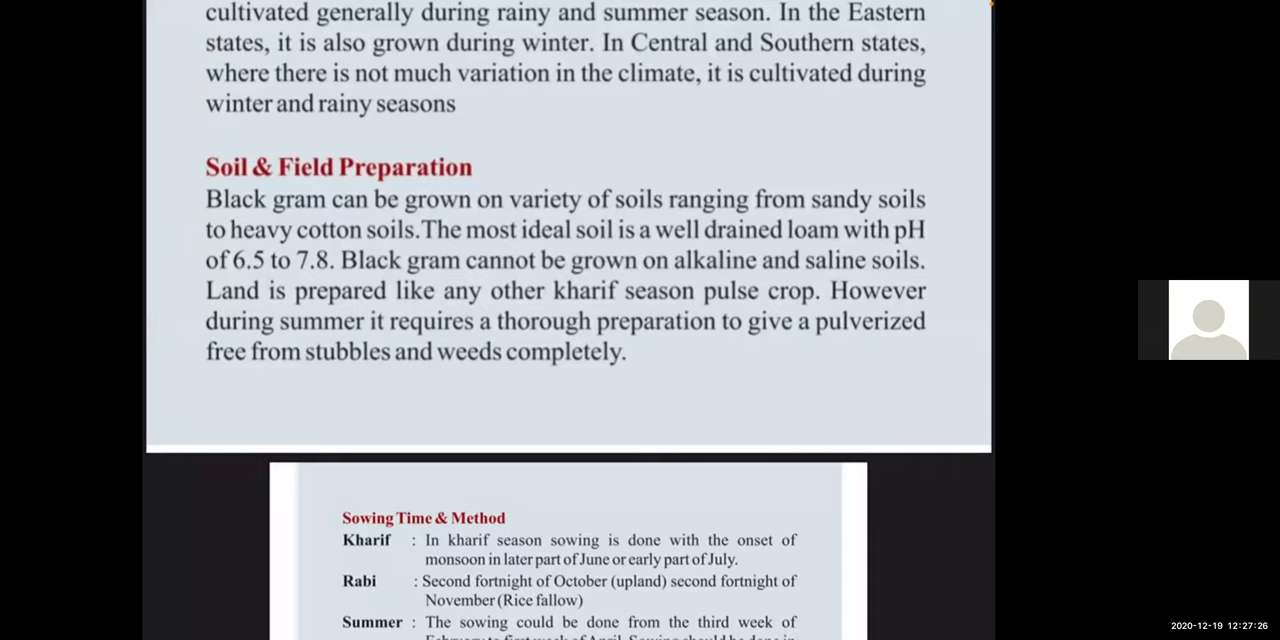 cultivated generally during rainy and summer season. In the Eastern
states, it is also grown during winter. In Central and Southern states,
where there is not much variation in the climate, it is cultivated during
winter and rainy seasons
Soil & Field Preparation
Black gram can be grown on variety of soils ranging from sandy soils
to heavy cotton soils.The most ideal soil is a well drained loam with pH
of 6.5 to 7.8. Black gram cannot be grown on alkaline and saline soils.
Land is prepared like any other kharif season pulse crop. However
during summer it requires a thorough preparation to give a pulverized
free from stubbles and weeds completely.
Sowing Time & Method
Kharif : In kharif season sowing is done with the onset of
monsoon in later part of June or early part of July.
Rabi : Second fortnight of October (upland) second fortnight of
November (Rice fallow)
Summer : The sowing could be done from the third week of
2020-12-19 12:27:26